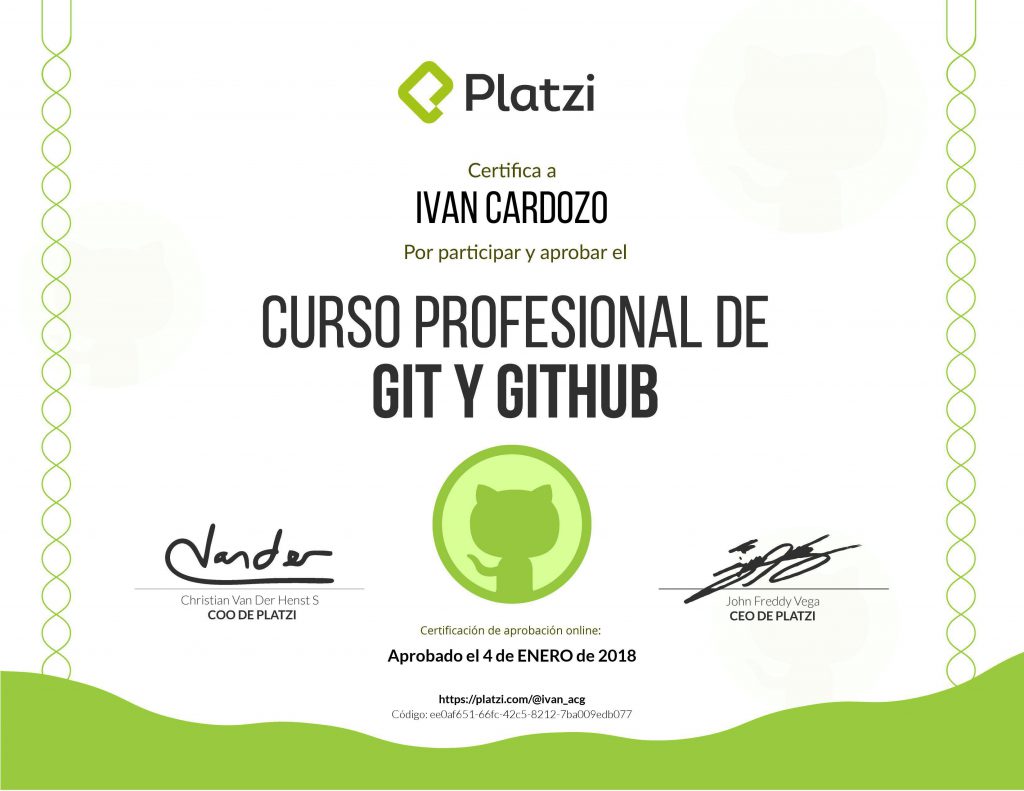 Platzi
Certifica a
IVAN CARDOZO
Por participar y aprobar el
CURSO PROFESIONAL DE
GIT Y GITHUB
Vander
Christian Van Der Henst S
COO DE PLATZI
John Freddy Vega
CEO DE PLATZI
Certificación de aprobación online:
Aprobado el 4 de ENERO de 2018
https://platzi.com/@ivan_acg
Código: ee0af651-66fc-42c5-8212-7ba009edb077